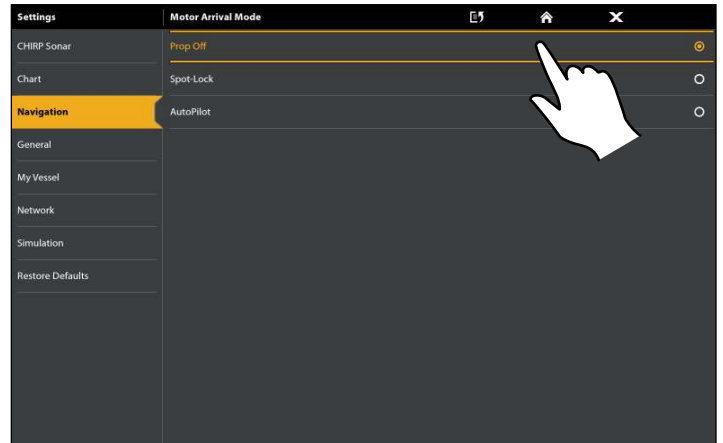 Settings
Motor Arrival Mode
CHIRP Sonar
Chart
Navigation
General
My Vessel
Network
Simulation
Restore Defaults
Prop Off
Spot-Lock
AutoPilot